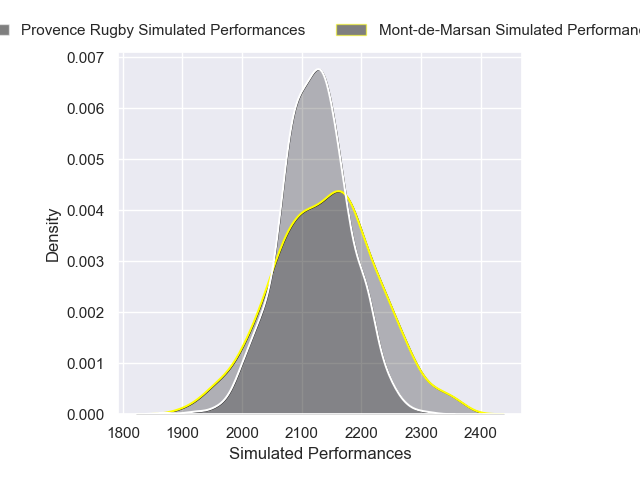 Provence Rugby Simulated Performances
Mont-de-Marsan Simulated
0.007
0.006
0.005
0.004
0.003
0.002
0.001
0.000
Density
1800 1900 2000 2100 2200 2300 2400
Simulated Performances